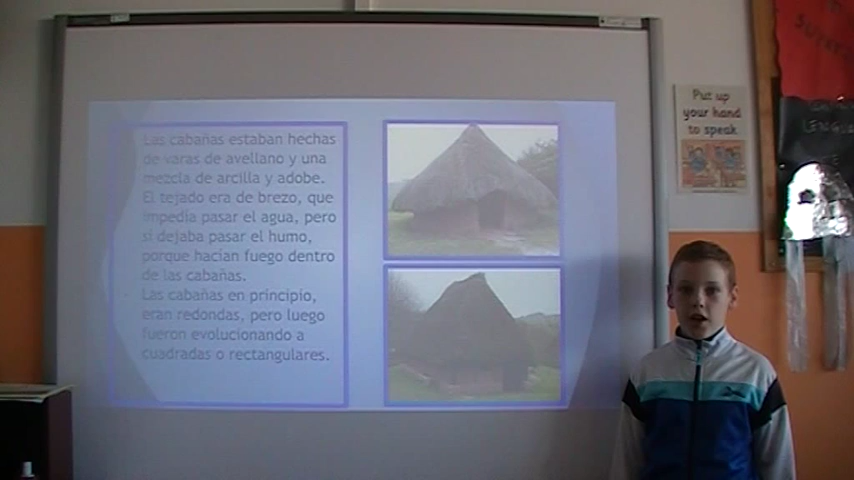 Las cabañas estaban hechas
de varas de avellano y una
mezcla de arcilla y adobe.
El tejado era de brezo, que
impedía pasar el agua, pero
si dejaba pasar el humo,
porque hacían fuego dentro
de las cabañas.
Las cabañas en principio,
eran redondas, pero luego
fueron evolucionando a
cuadradas o rectangulares.
Put up
your hand
to speak